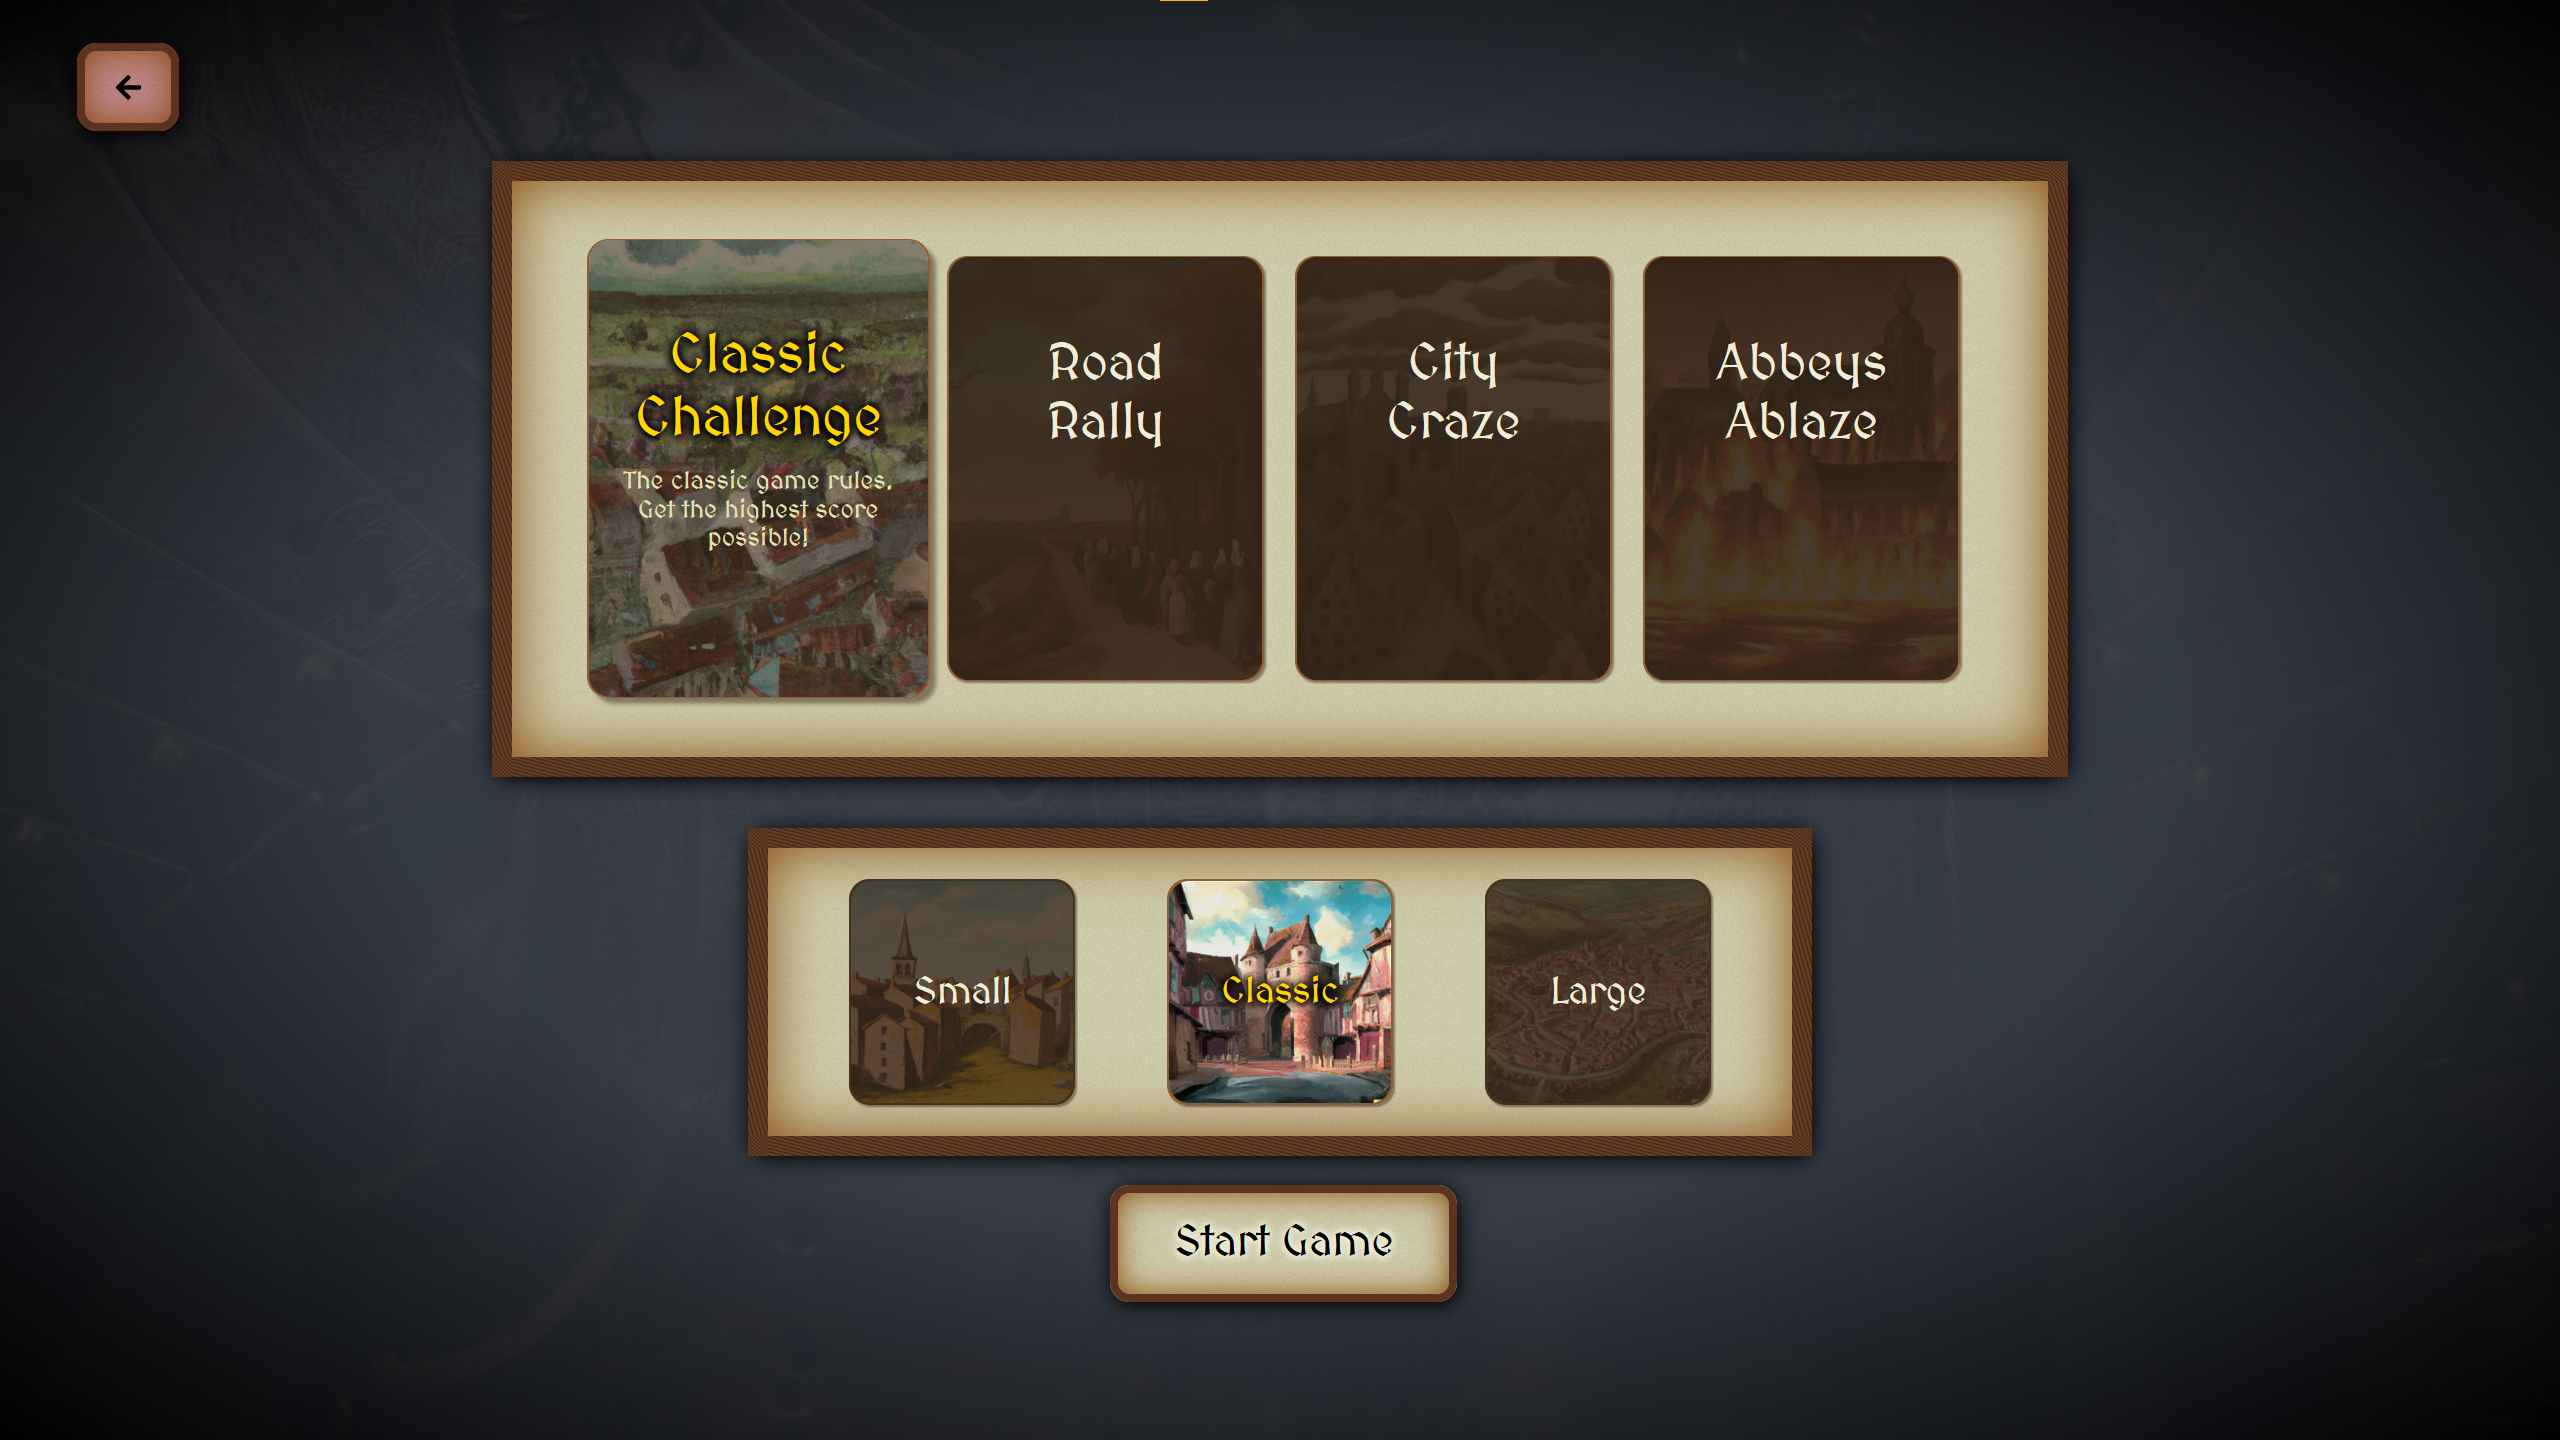 Classic
Challenge
The classic game rules.
Get the highest score
possible!
Road
Rally
City
Craze
Abbeys
Ablaze
Small
Classic
Large
Start Game